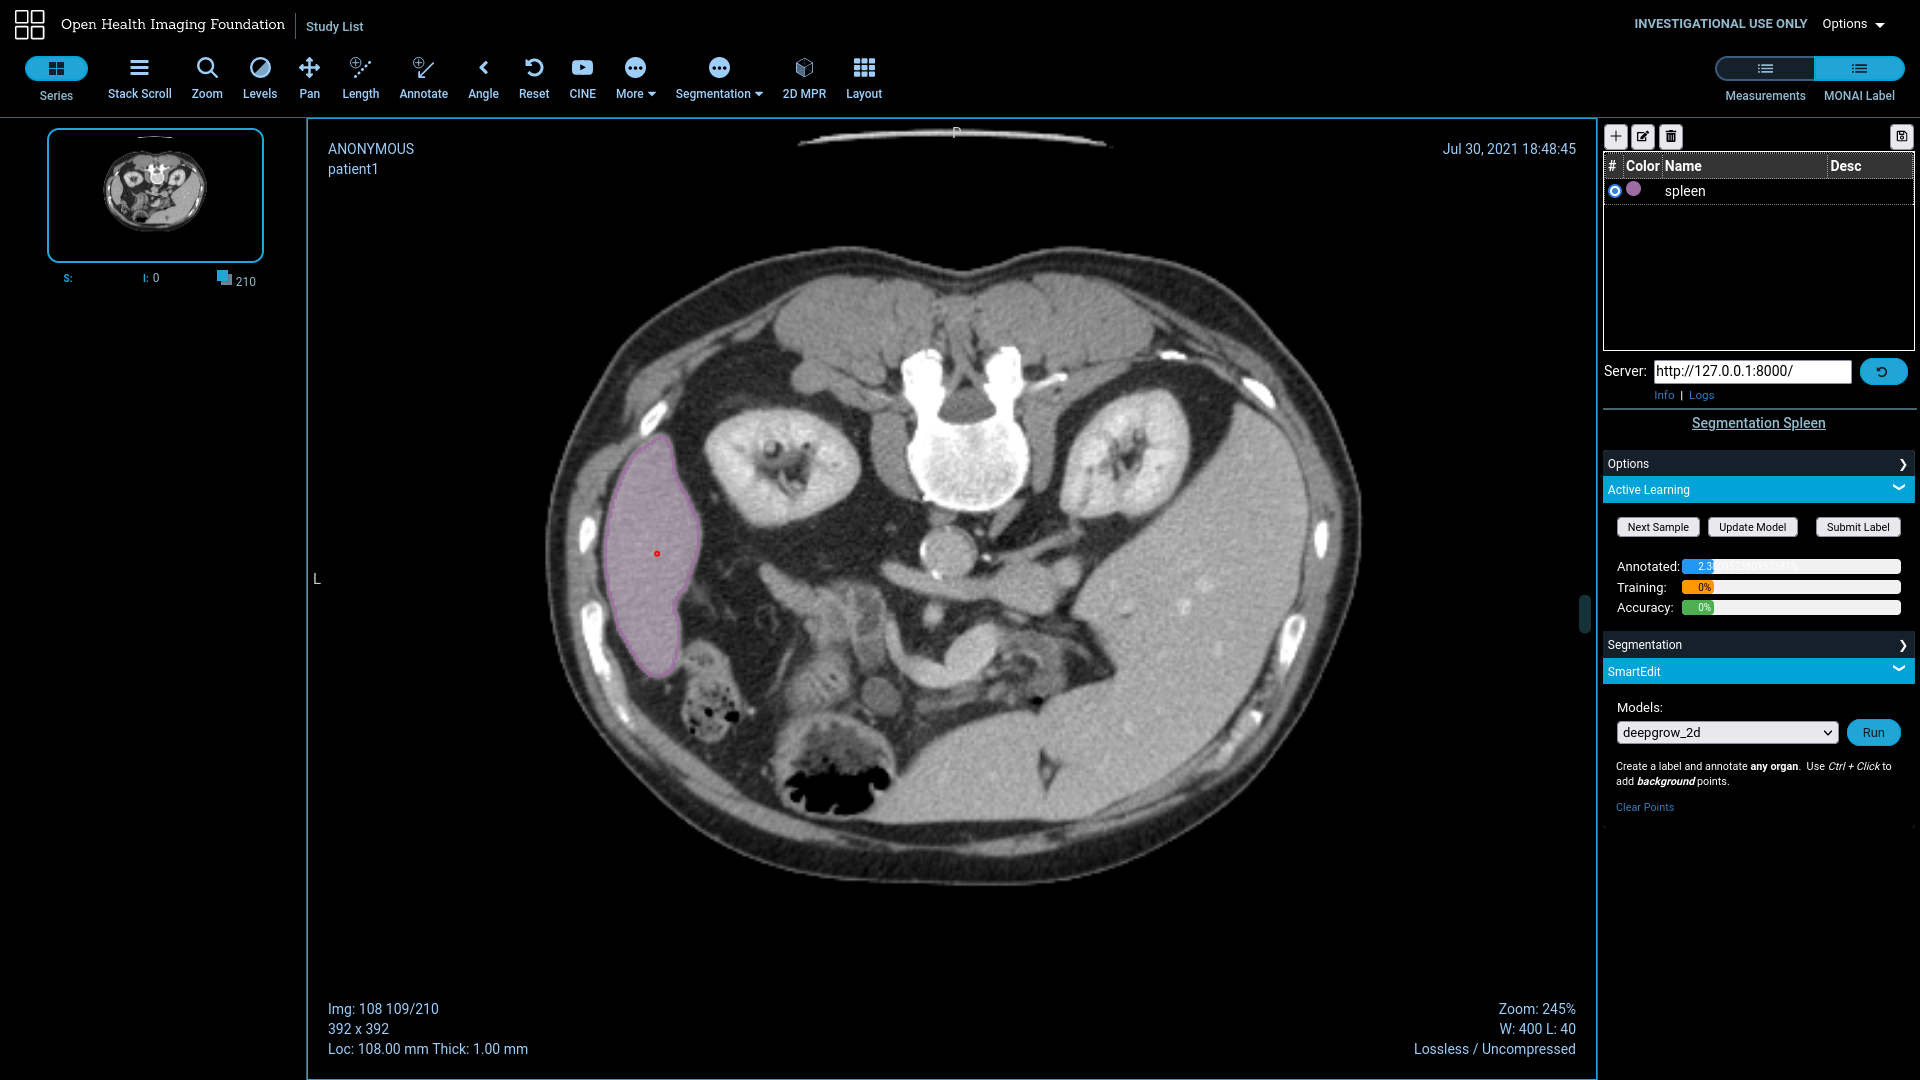 Open Health Imaging Foundation
Study List
INVESTIGATIONAL USE ONLY
Options
Series
Stack Scroll
Zoom
Levels
Pan
Length
Annotate
Angle
Reset
CINE
More
Segmentation
2D MPR
Layout
Measurements
MONAI Label
S:
I: 0
210
ANONYMOUS
patient1
P
Jul 30, 2021 18:48:45
L
Img: 108 109/210
392 x 392
Loc: 108.00 mm Thick: 1.00 mm
Zoom: 245%
W: 400 L: 40
Lossless / Uncompressed
# Color Name Desc
spleen
Server: http://127.0.0.1:8000/
Info | Logs
Segmentation Spleen
Options
Active Learning
Next Sample
Update Model
Submit Label
Annotated:
Training: 0%
Accuracy: 0%
Segmentation
SmartEdit
Models:
deepgrow_2d
Run
Create a label and annotate any organ. Use Ctrl + Click to
add background points.
Clear Points